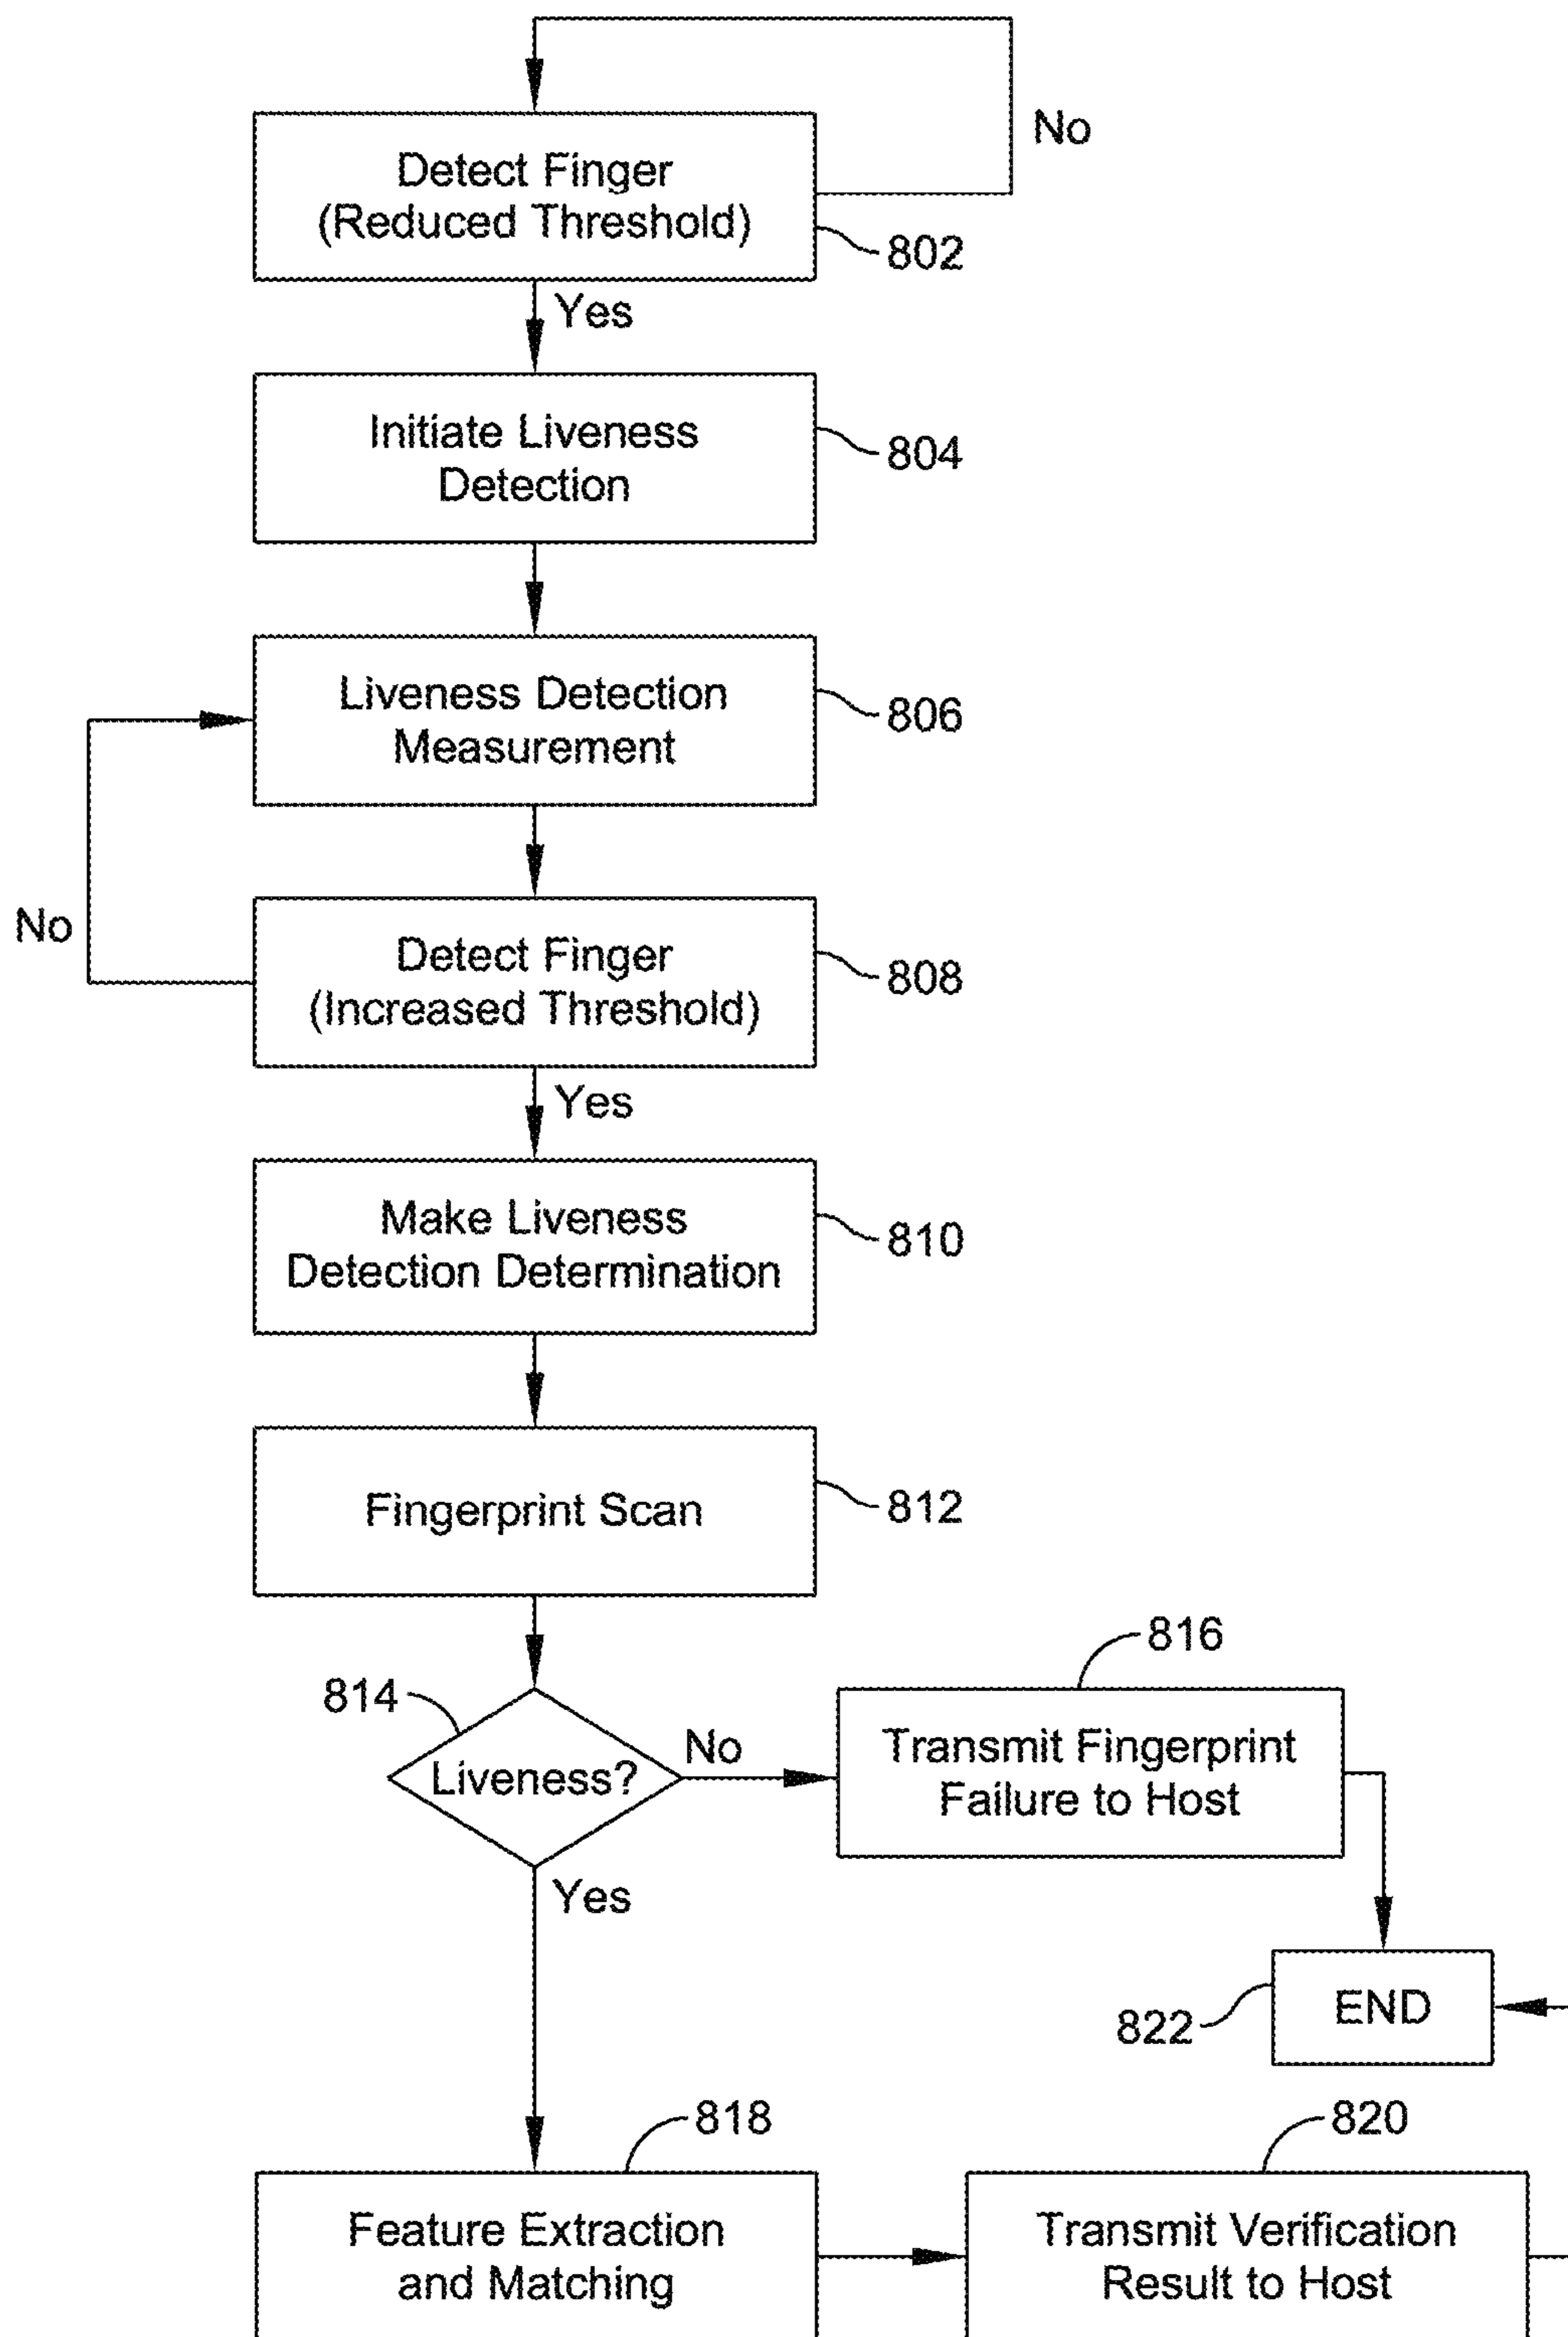 No
Detect Finger
(Reduced Threshold)
802
Yes
Initiate Liveness
Detection
804
Liveness Detection
Measurement
806
No
Detect Finger
(Increased Threshold)
808
Yes
Make Liveness
Detection Determination
810
Fingerprint Scan
812
814
Liveness?
No
816
Transmit Fingerprint
Failure to Host
Yes
822
END
818
Feature Extraction
and Matching
820
Transmit Verification
Result to Host